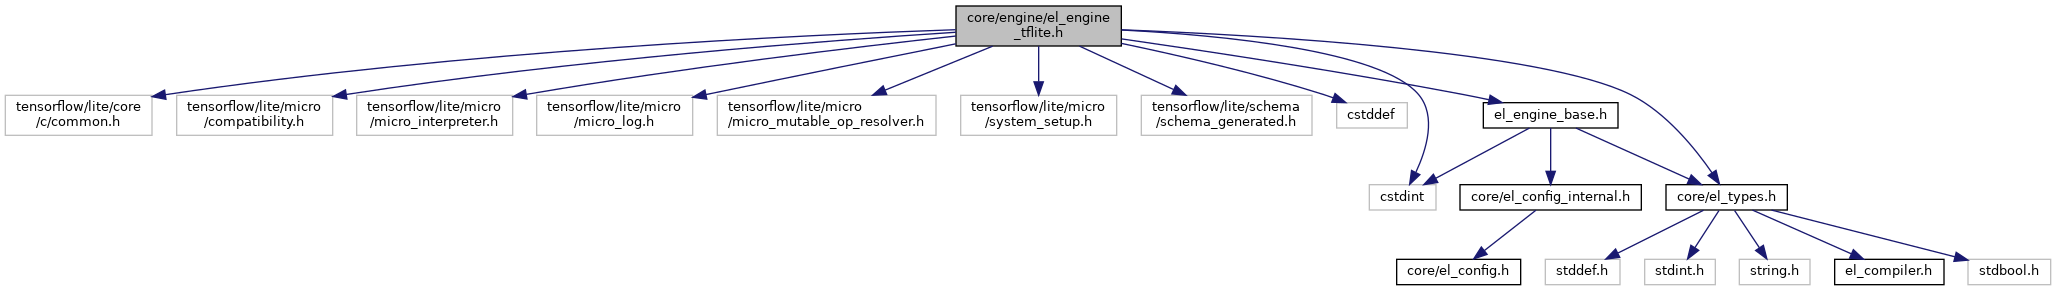 core/engine/el_engine
_tflite.h
tensorflow/lite/core
/c/common.h
tensorflow/lite/micro
/compatibility.h
tensorflow/lite/micro
/micro_interpreter.h
tensorflow/lite/micro
/micro_log.h
tensorflow/lite/micro
/micro_mutable_op_resolver.h
tensorflow/lite/micro
/system_setup.h
tensorflow/lite/schema
/schema_generated.h
cstddef
el_engine_base.h
cstdint
core/el_config_internal.h
core/el_types.h
core/el_config.h
stddef.h
stdint.h
string.h
el_compiler.h
stdbool.h